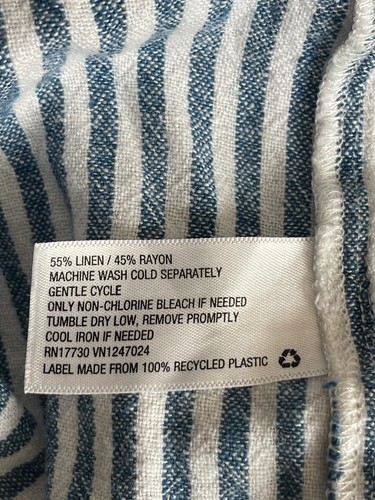 55% LINEN / 45% RAYON
MACHINE WASH COLD SEPARATELY
GENTLE CYCLE
ONLY NON-CHLORINE BLEACH IF NEEDED
TUMBLE DRY LOW, REMOVE PROMPTLY
COOL IRON IF NEEDED
RN17730 VN1247024
LABEL MADE FROM 100% RECYCLED PLASTIC